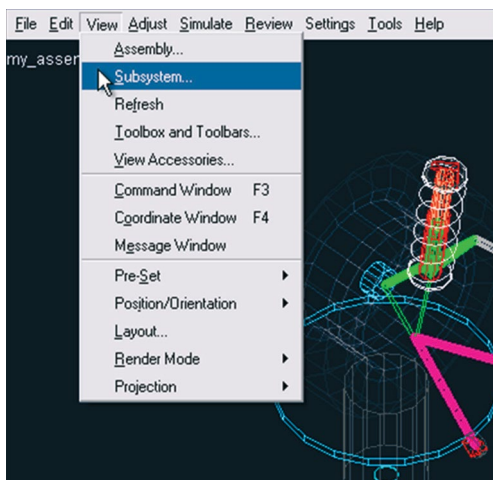 File Edit View Adjust Simulate Review Settings Tools Help
my_asser
Assembly...
Subsystem...
Refresh
Toolbox and Toolbars...
View Accessories...
Command Window F3
Coordinate Window F4
Message Window
Pre-Set
Position/Orientation
Layout...
Render Mode
Projection